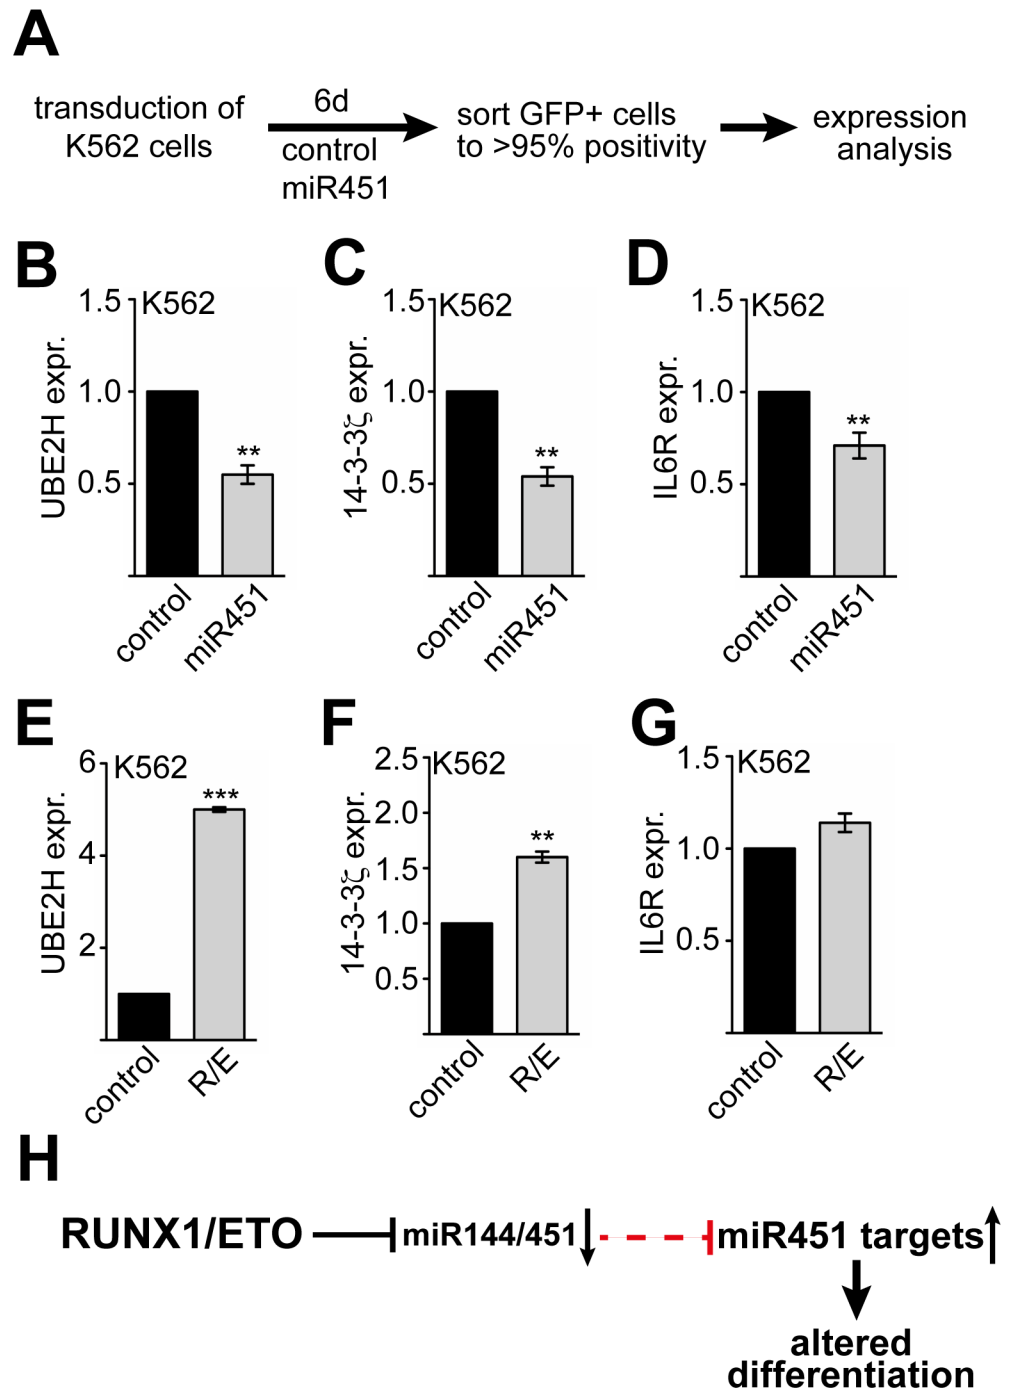 A
transduction of
K562 cells
6d
control
miR451
sort GFP+ cells
to >95% positivity
expression
analysis
B
1.5
K562
1.0
0.5
UBE2H expr.
**
control
miR451
C
1.5
K562
1.0
0.5
14-3-3ζ expr.
**
control
miR451
D
1.5
K562
1.0
0.5
IL6R expr.
**
control
miR451
E
6
K562
4
2
UBE2H expr.
***
control
R/E
F
2.5
K562
2.0
1.5
1.0
0.5
14-3-3ζ expr.
**
control
R/E
G
1.5
K562
1.0
0.5
IL6R expr.
control
R/E
H
RUNX1/ETO
miR144/451
miR451 targets
altered
differentiation